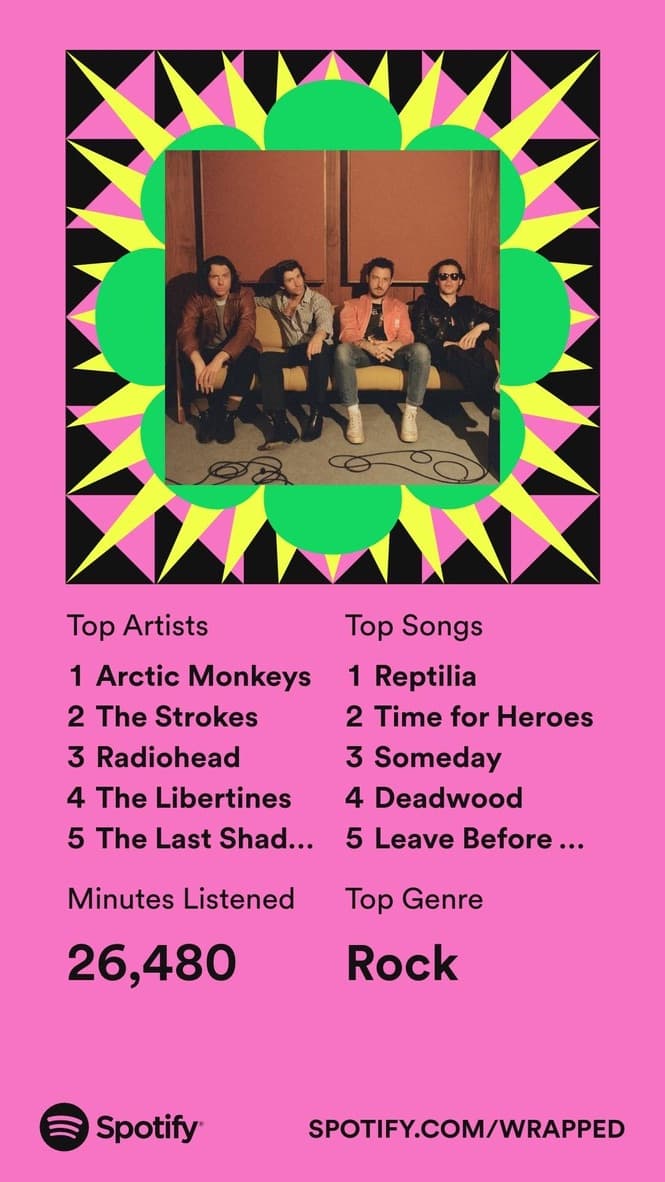 Top Artists
1 Arctic Monkeys
2 The Strokes
3 Radiohead
4 The Libertines
5 The Last Shad...
Top Songs
1 Reptilia
2 Time for Heroes
3 Someday
4 Deadwood
5 Leave Before ...
Minutes Listened
26,480
Top Genre
Rock
Spotify®
SPOTIFY.COM/WRAPPED